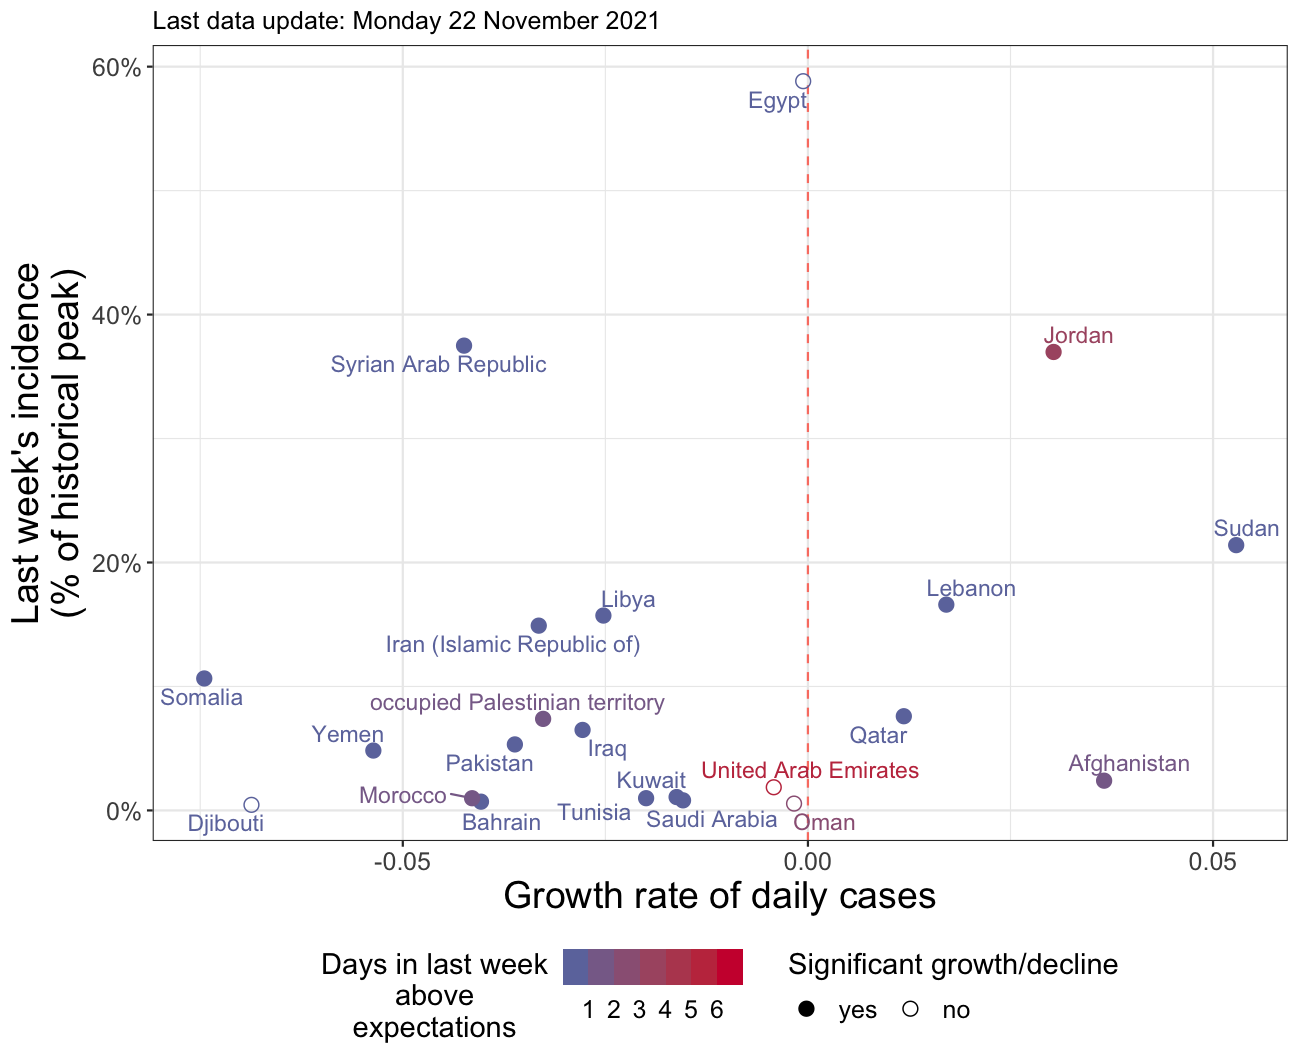 Last data update: Monday 22 November 2021
60%
Egypt
40%
Jordan
Syrian Arab Republic
Last week's incidence
(% of historical peak)
Sudan
20%
Lebanon
Libya
Iran (Islamic Republic of)
Somalia
occupied Palestinian territory
Yemen
Qatar
Iraq
Pakistan
Afghanistan
United Arab Emirates
Kuwait
Morocco
0%
Tunisia
Saudi Arabia
Djibouti
Bahrain
Oman
-0.05 0.00 0.05
Growth rate of daily cases
Days in last week
above
expectations
1 2 3 4 5 6
Significant growth/decline
yes no